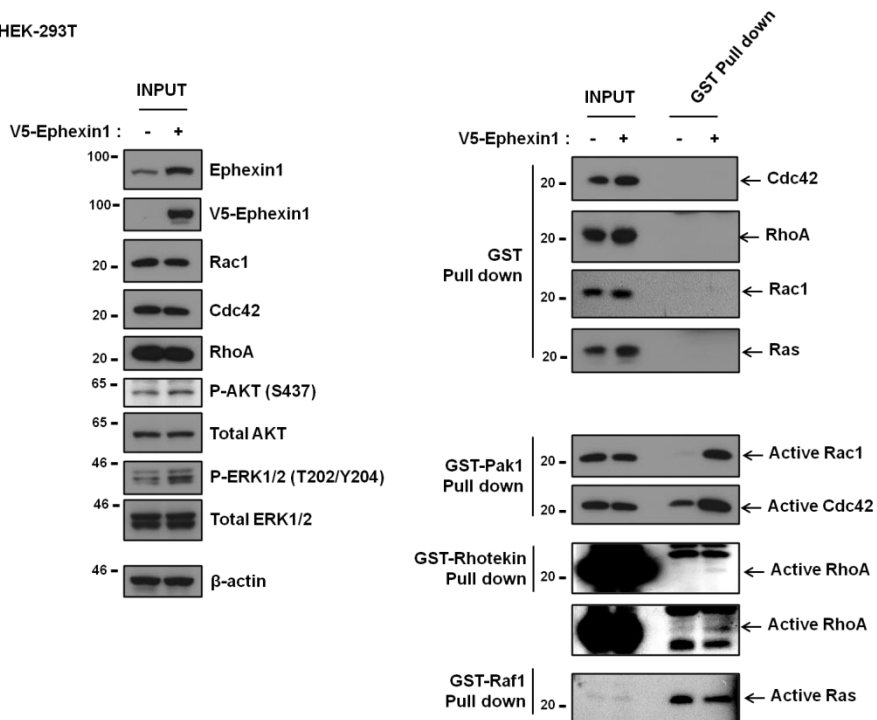 HEK-293T
INPUT
V5-Ephexin1 : - +
100- Ephexin1
100- V5-Ephexin1
20 - Rac1
20 - Cdc42
20 - RhoA
65 - P-AKT (S437)
65 - Total AKT
46 - P-ERK1/2 (T202/Y204)
46 - Total ERK1/2
46 - β-actin
INPUT GST Pull down
V5-Ephexin1 : - + - +
GST
Pull down
20 - ← Cdc42
20 - ← RhoA
20 - ← Rac1
20 - ← Ras
GST-Pak1
Pull down
20 - ← Active Rac1
20 - ← Active Cdc42
GST-Rhotekin
Pull down
20 - ← Active RhoA
← Active RhoA
GST-Raf1
Pull down
20 - ← Active Ras